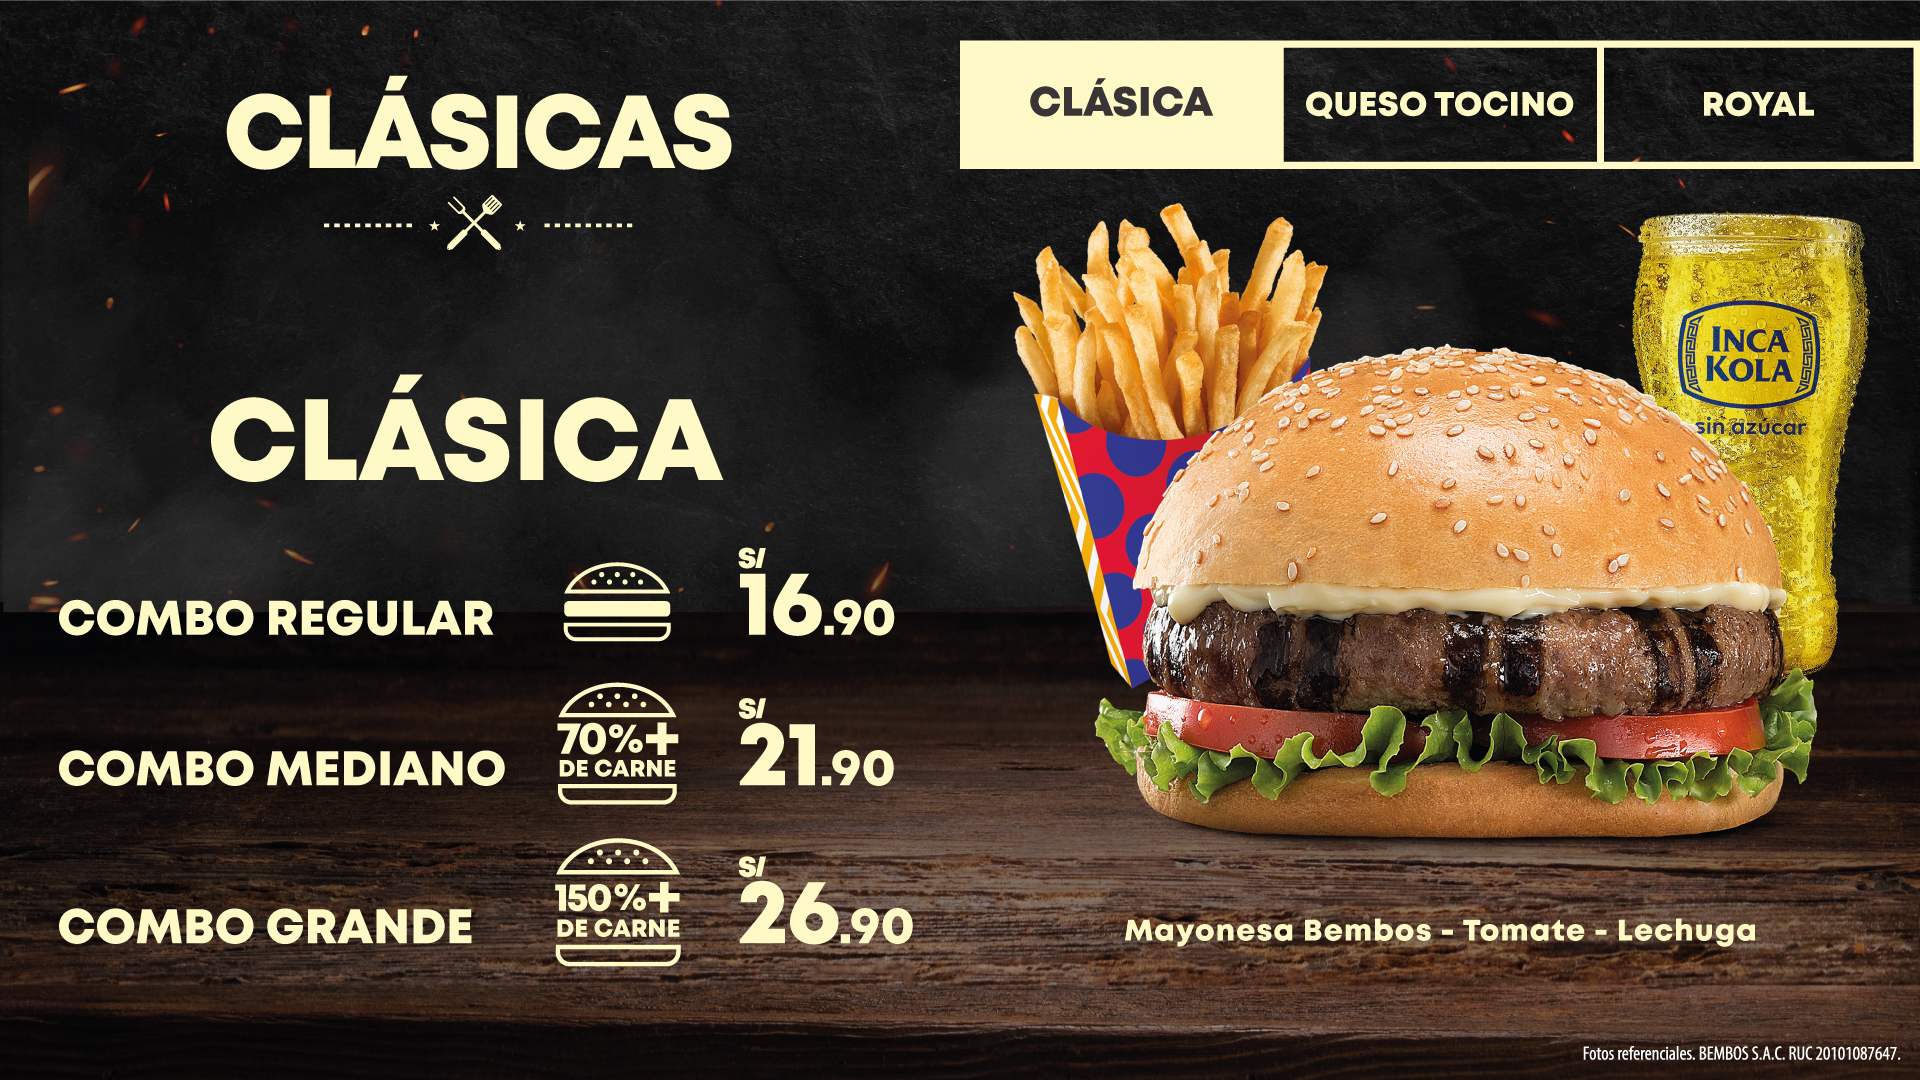 CLÁSICAS
CLÁSICA
QUESO TOCINO
ROYAL
INCA
KOLA
sin azúcar
CLÁSICA
COMBO REGULAR
S/
16.90
COMBO MEDIANO
70%+
DE CARNE
S/
21.90
COMBO GRANDE
150%+
DE CARNE
S/
26.90
Mayonesa Bembos - Tomate - Lechuga
Fotos referenciales. BEMBOS S.A.C. RUC 20101087647.